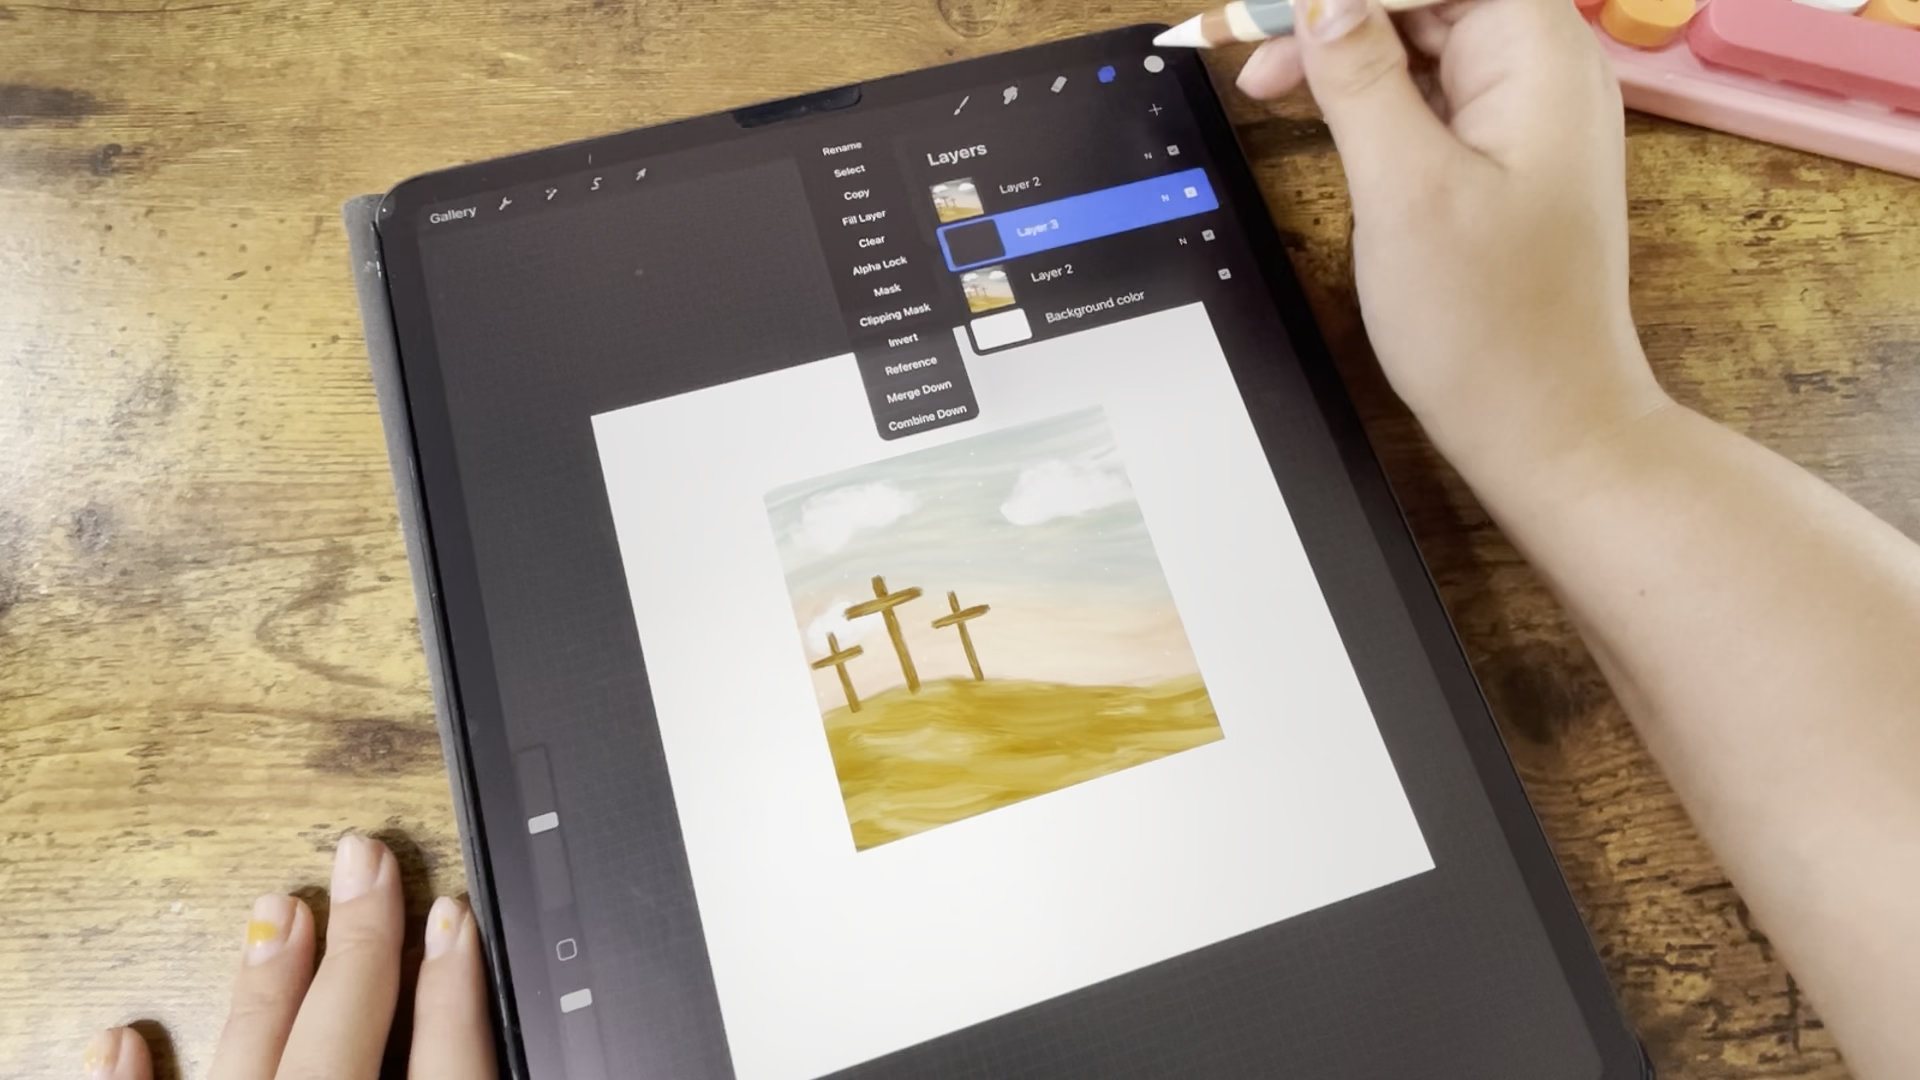 Gallery
Rename
Select
Copy
Fill Layer
Clear
Alpha Lock
Mask
Clipping Mask
Invert
Reference
Merge Down
Combine Down
Layers
Layer 2
N
Layer 3
N
Layer 2
N
Background color